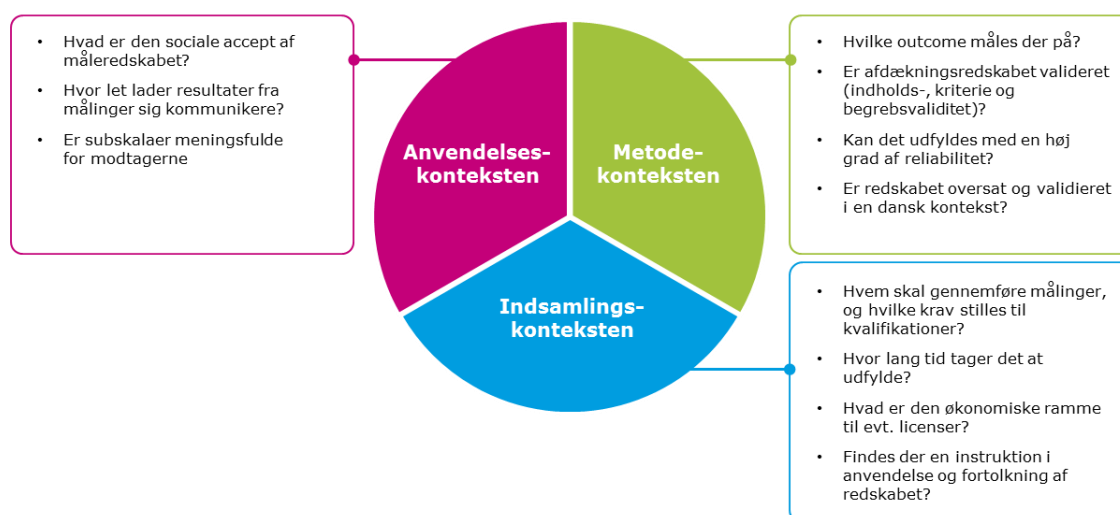 • Hvad er den sociale accept af
måleredskabet?
• Hvor let lader resultater fra
målinger sig kommunikere?
• Er subskalaer meningsfulde
for modtagerne
Anvendelses-
konteksten
Metode-
konteksten
Indsamlings-
konteksten
• Hvilke outcome måles der på?
• Er afdækningsredskabet valideret
(indholds-, kriterie og
begrebsvaliditet)?
• Kan det udfyldes med en høj
grad af reliabilitet?
• Er redskabet oversat og validieret
i en dansk kontekst?
• Hvem skal gennemføre målinger,
og hvilke krav stilles til
kvalifikationer?
• Hvor lang tid tager det at
udfylde?
• Hvad er den økonomiske ramme
til evt. licenser?
• Findes der en instruktion i
anvendelse og fortolkning af
redskabet?